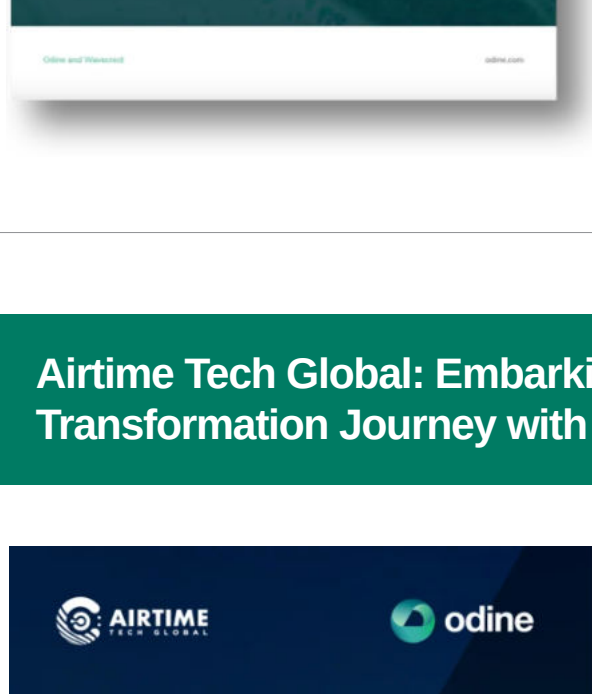 Odine and Wavecrest
odine.com
Airtime Tech Global: Embarki
Transformation Journey with
AIRTIME
TECH GLOBAL
odine